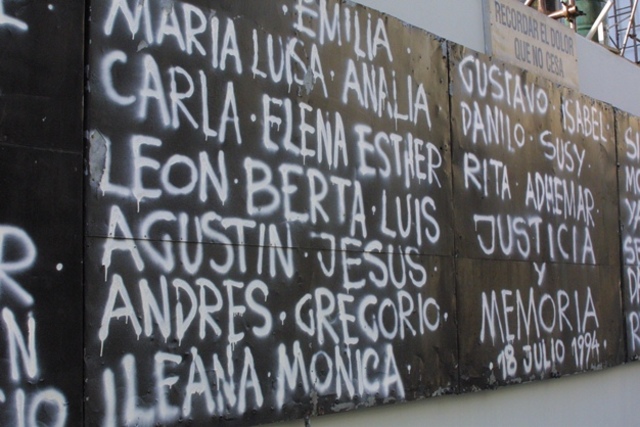 RECORDAR EL DOLOR
QUE NO CESA
· EMILIA ·
MARIA LUISA · ANALIA
CARLA · ELENA ESTHER
LEON · BERTA · LUIS
AGUSTIN · JESUS ·
ANDRES · GREGORIO ·
ILEANA · MONICA ·
GUSTAVO · ISABEL
DANILO · SUSY ·
RITA · ADHEMAR ·
JUSTICIA
Y
MEMORIA
· 18 JULIO 1994 ·